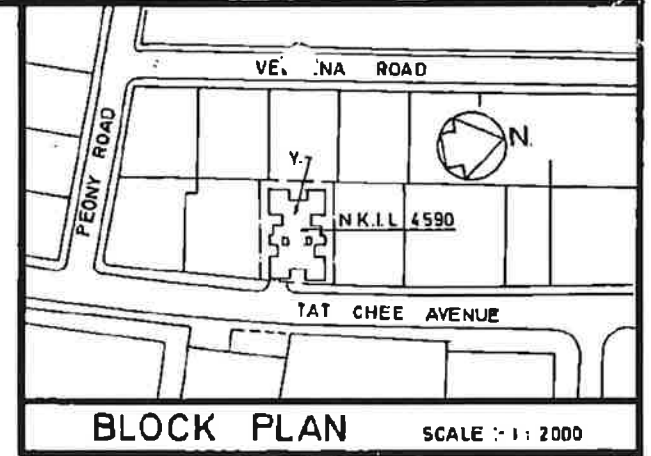 ROAD
PEONY ROAD
N.
Y.
N.K.I.L. 4590
TAT CHEE AVENUE
BLOCK PLAN
SCALE :- 1 : 2000